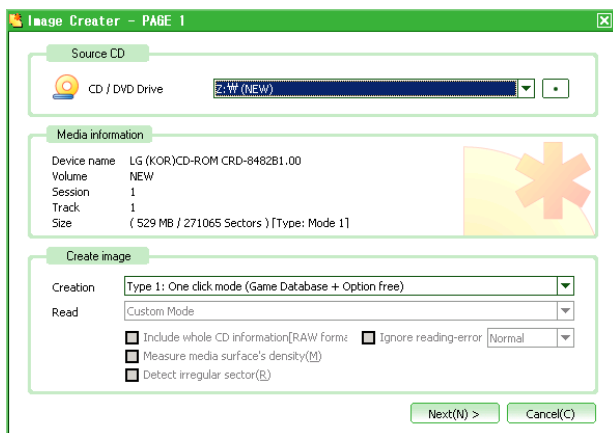 Image Creater - PAGE 1
Source CD
CD / DVD Drive Z:₩ (NEW)
Media information
Device name LG (KOR)CD-ROM CRD-8482B1.00
Volume NEW
Session 1
Track 1
Size ( 529 MB / 271065 Sectors ) [Type: Mode 1]
Create image
Creation Type 1: One click mode (Game Database + Option free)
Read Custom Mode
Include whole CD information[RAW forma Ignore reading-error Normal
Measure media surface's density(M)
Detect irregular sector(R)
Next(N) > Cancel(C)